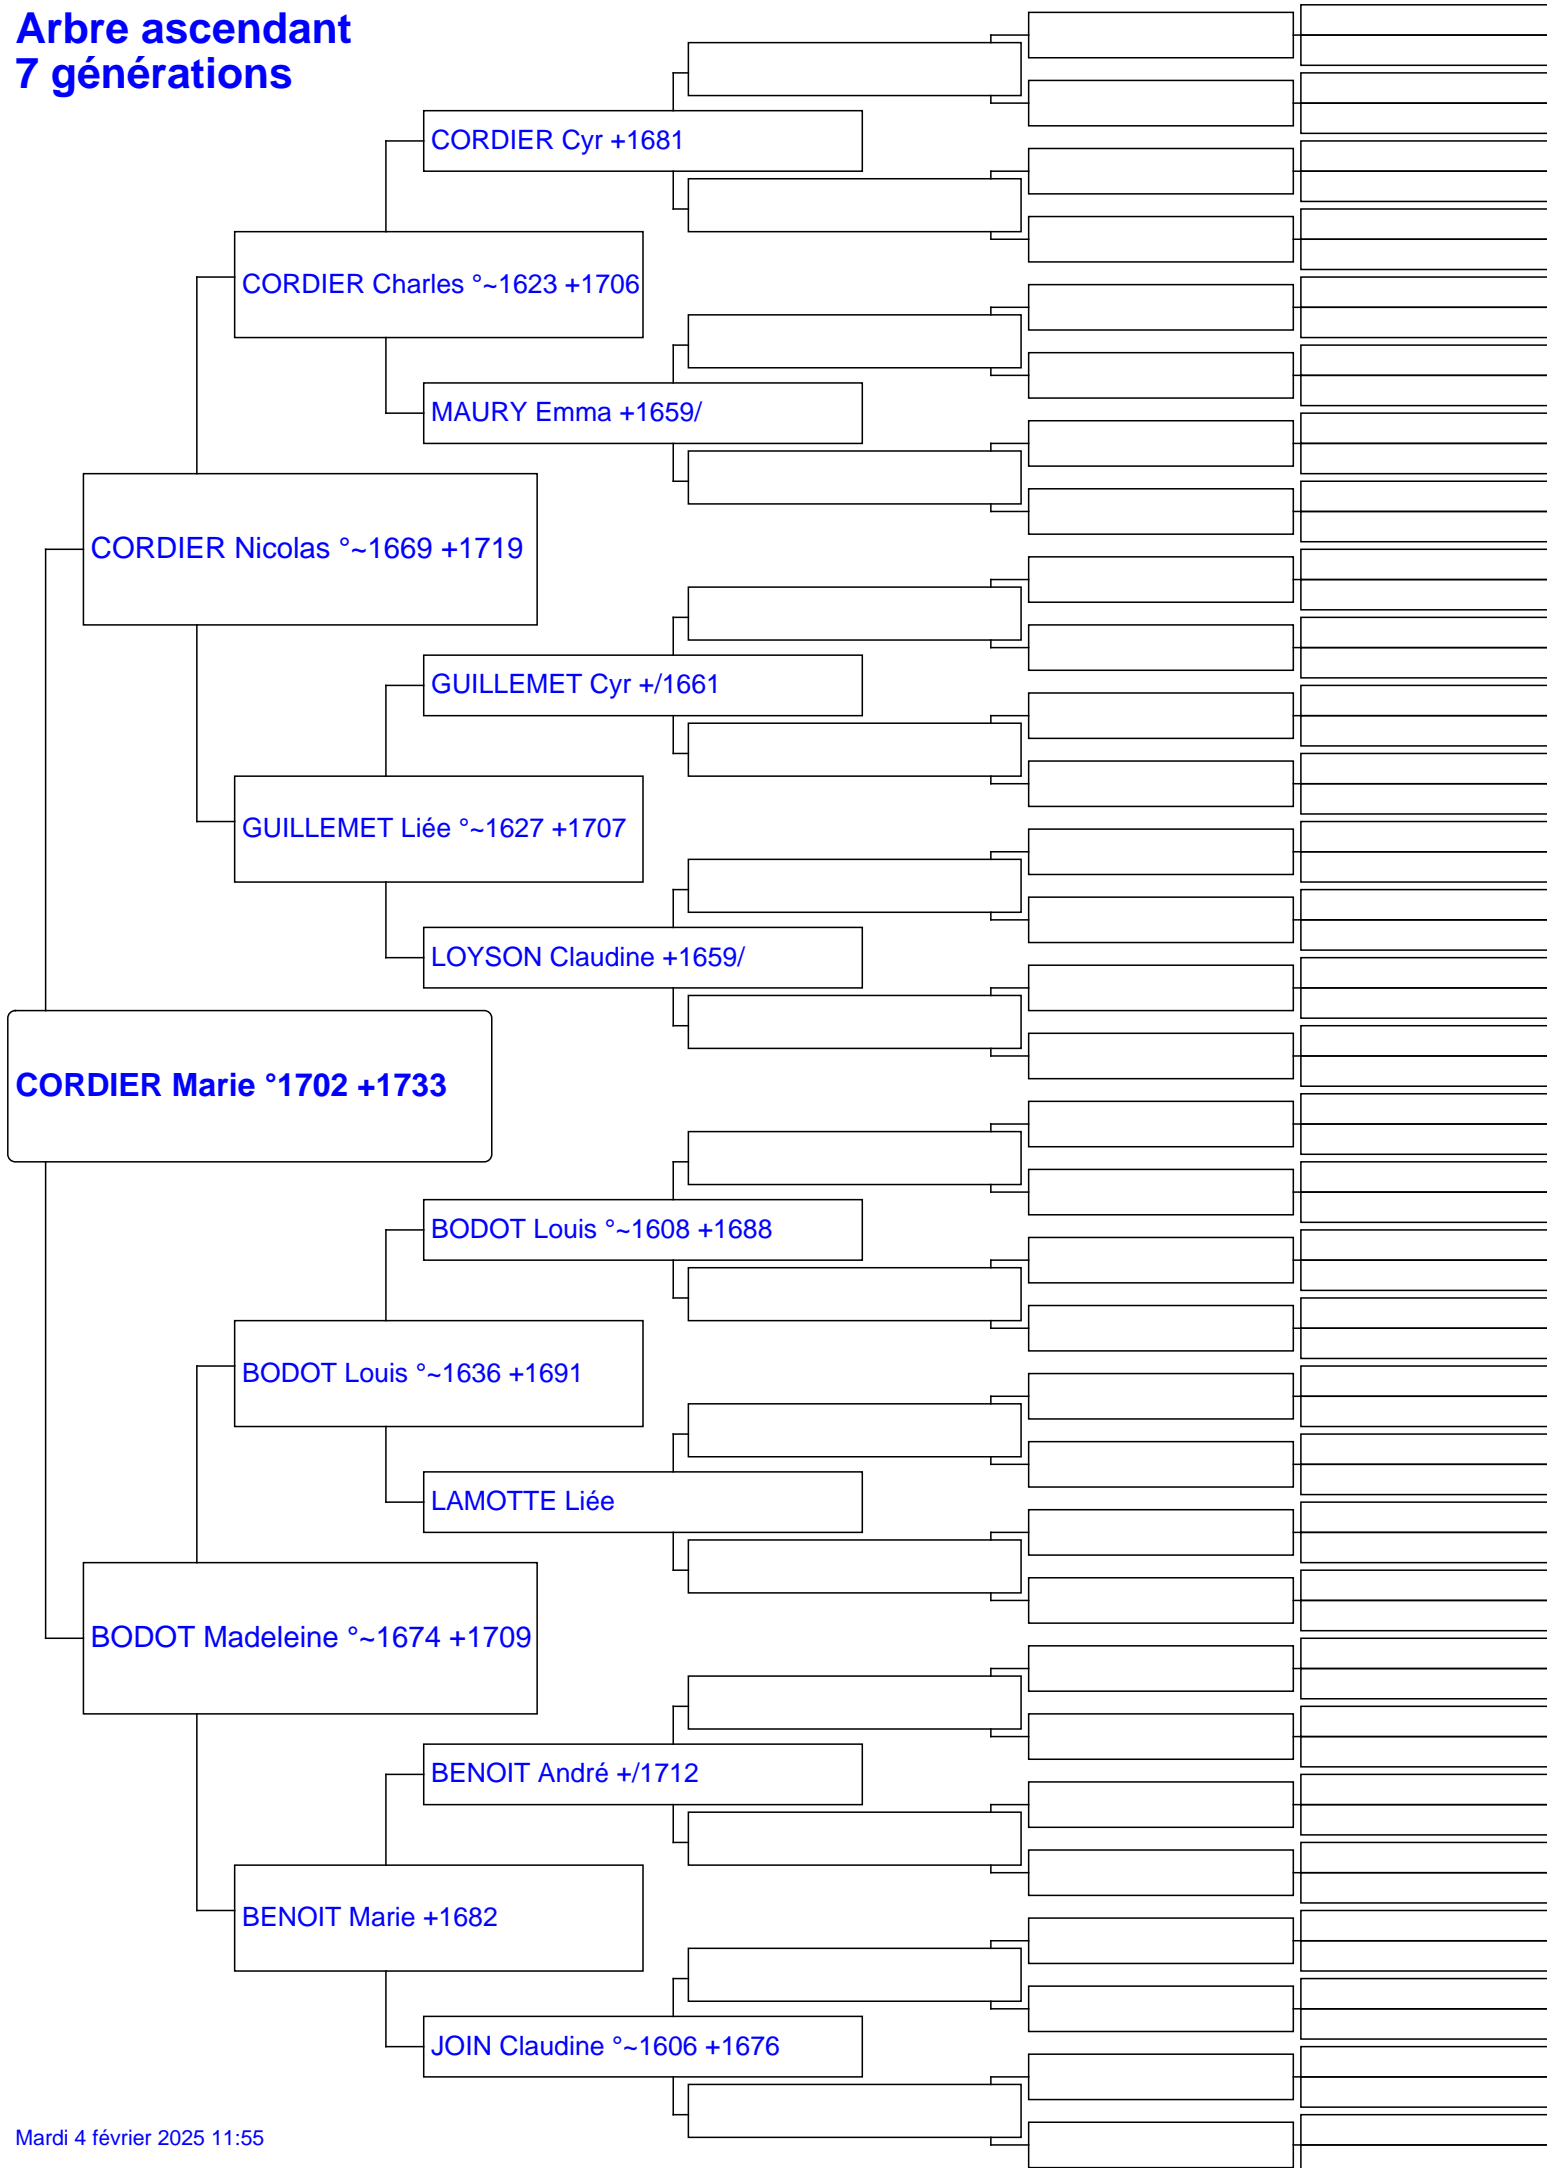 Arbre ascendant
7 générations
CORDIER Cyr +1681
CORDIER Charles °~1623 +1706
MAURY Emma +1659/
CORDIER Nicolas °~1669 +1719
GUILLEMET Cyr +/1661
GUILLEMET Liée °~1627 +1707
LOYSON Claudine +1659/
CORDIER Marie °1702 +1733
BODOT Louis °~1608 +1688
BODOT Louis °~1636 +1691
LAMOTTE Liée
BODOT Madeleine °~1674 +1709
BENOIT André +/1712
BENOIT Marie +1682
JOIN Claudine °~1606 +1676
Mardi 4 février 2025 11:55